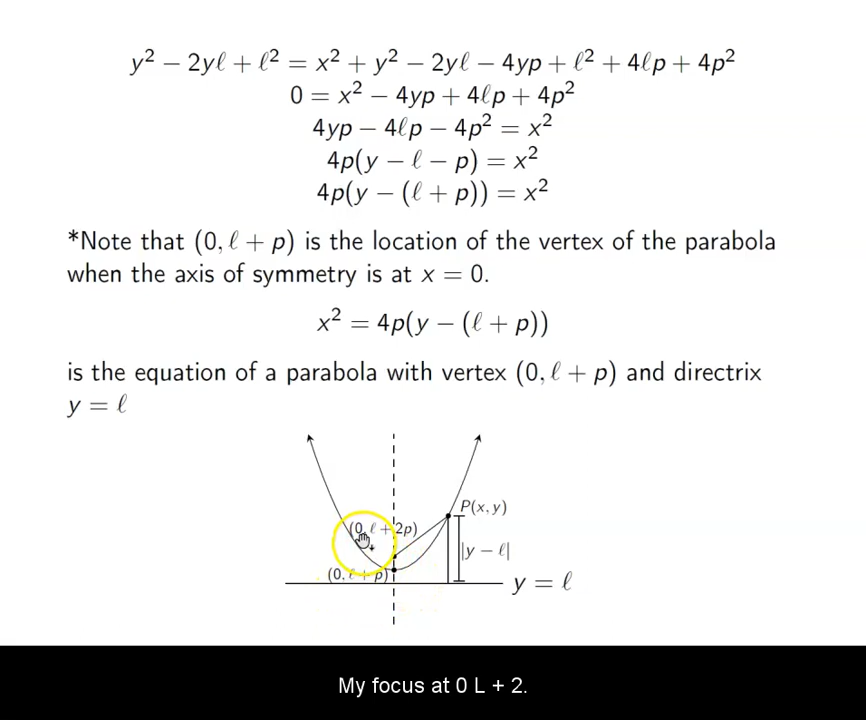 y² − 2yℓ + ℓ² = x² + y² − 2yℓ − 4yp + ℓ² + 4ℓp + 4p²
0 = x² − 4yp + 4ℓp + 4p²
4yp − 4ℓp − 4p² = x²
4p(y − ℓ − p) = x²
4p(y − (ℓ + p)) = x²
*Note that (0, ℓ + p) is the location of the vertex of the parabola
when the axis of symmetry is at x = 0.
x² = 4p(y − (ℓ + p))
is the equation of a parabola with vertex (0, ℓ + p) and directrix
y = ℓ
P(x, y)
(0, ℓ + 2p)
|y − ℓ|
(0, ℓ + p)
y = ℓ
My focus at 0 L + 2.